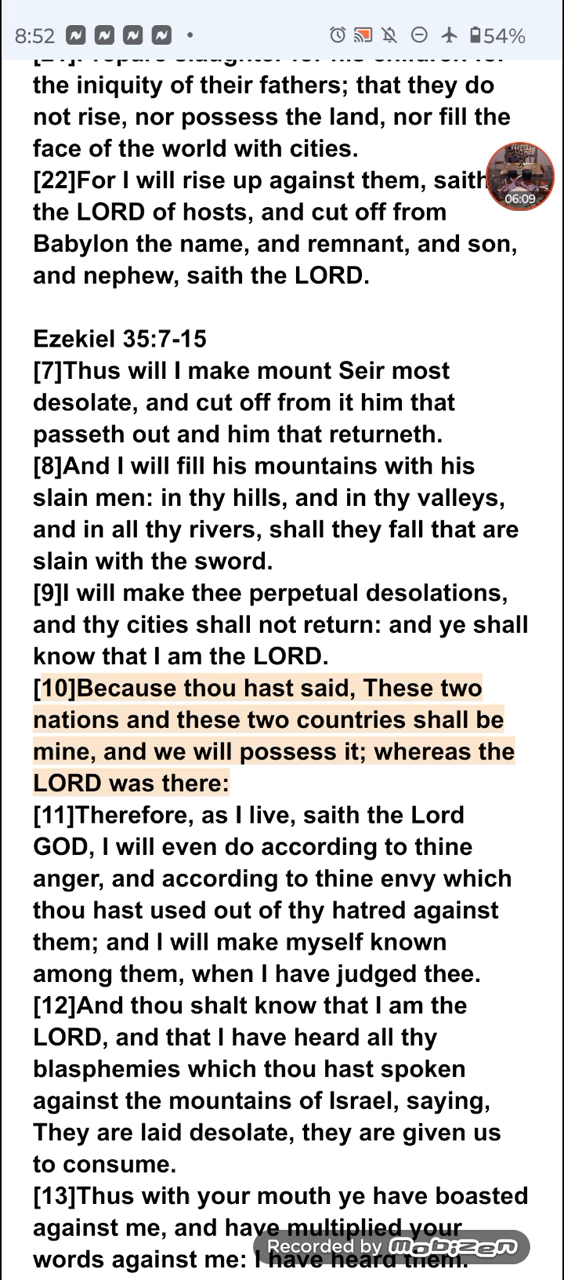 8:52
54%
the iniquity of their fathers; that they do
not rise, nor possess the land, nor fill the
face of the world with cities.
[22]For I will rise up against them, saith
06:09
the LORD of hosts, and cut off from
Babylon the name, and remnant, and son,
and nephew, saith the LORD.
Ezekiel 35:7-15
[7]Thus will I make mount Seir most
desolate, and cut off from it him that
passeth out and him that returneth.
[8]And I will fill his mountains with his
slain men: in thy hills, and in thy valleys,
and in all thy rivers, shall they fall that are
slain with the sword.
[9]I will make thee perpetual desolations,
and thy cities shall not return: and ye shall
know that I am the LORD.
[10]Because thou hast said, These two
nations and these two countries shall be
mine, and we will possess it; whereas the
LORD was there:
[11]Therefore, as I live, saith the Lord
GOD, I will even do according to thine
anger, and according to thine envy which
thou hast used out of thy hatred against
them; and I will make myself known
among them, when I have judged thee.
[12]And thou shalt know that I am the
LORD, and that I have heard all thy
blasphemies which thou hast spoken
against the mountains of Israel, saying,
They are laid desolate, they are given us
to consume.
[13]Thus with your mouth ye have boasted
against me, and have multiplied your
words against me: I have heard them.
Recorded by Mobizen